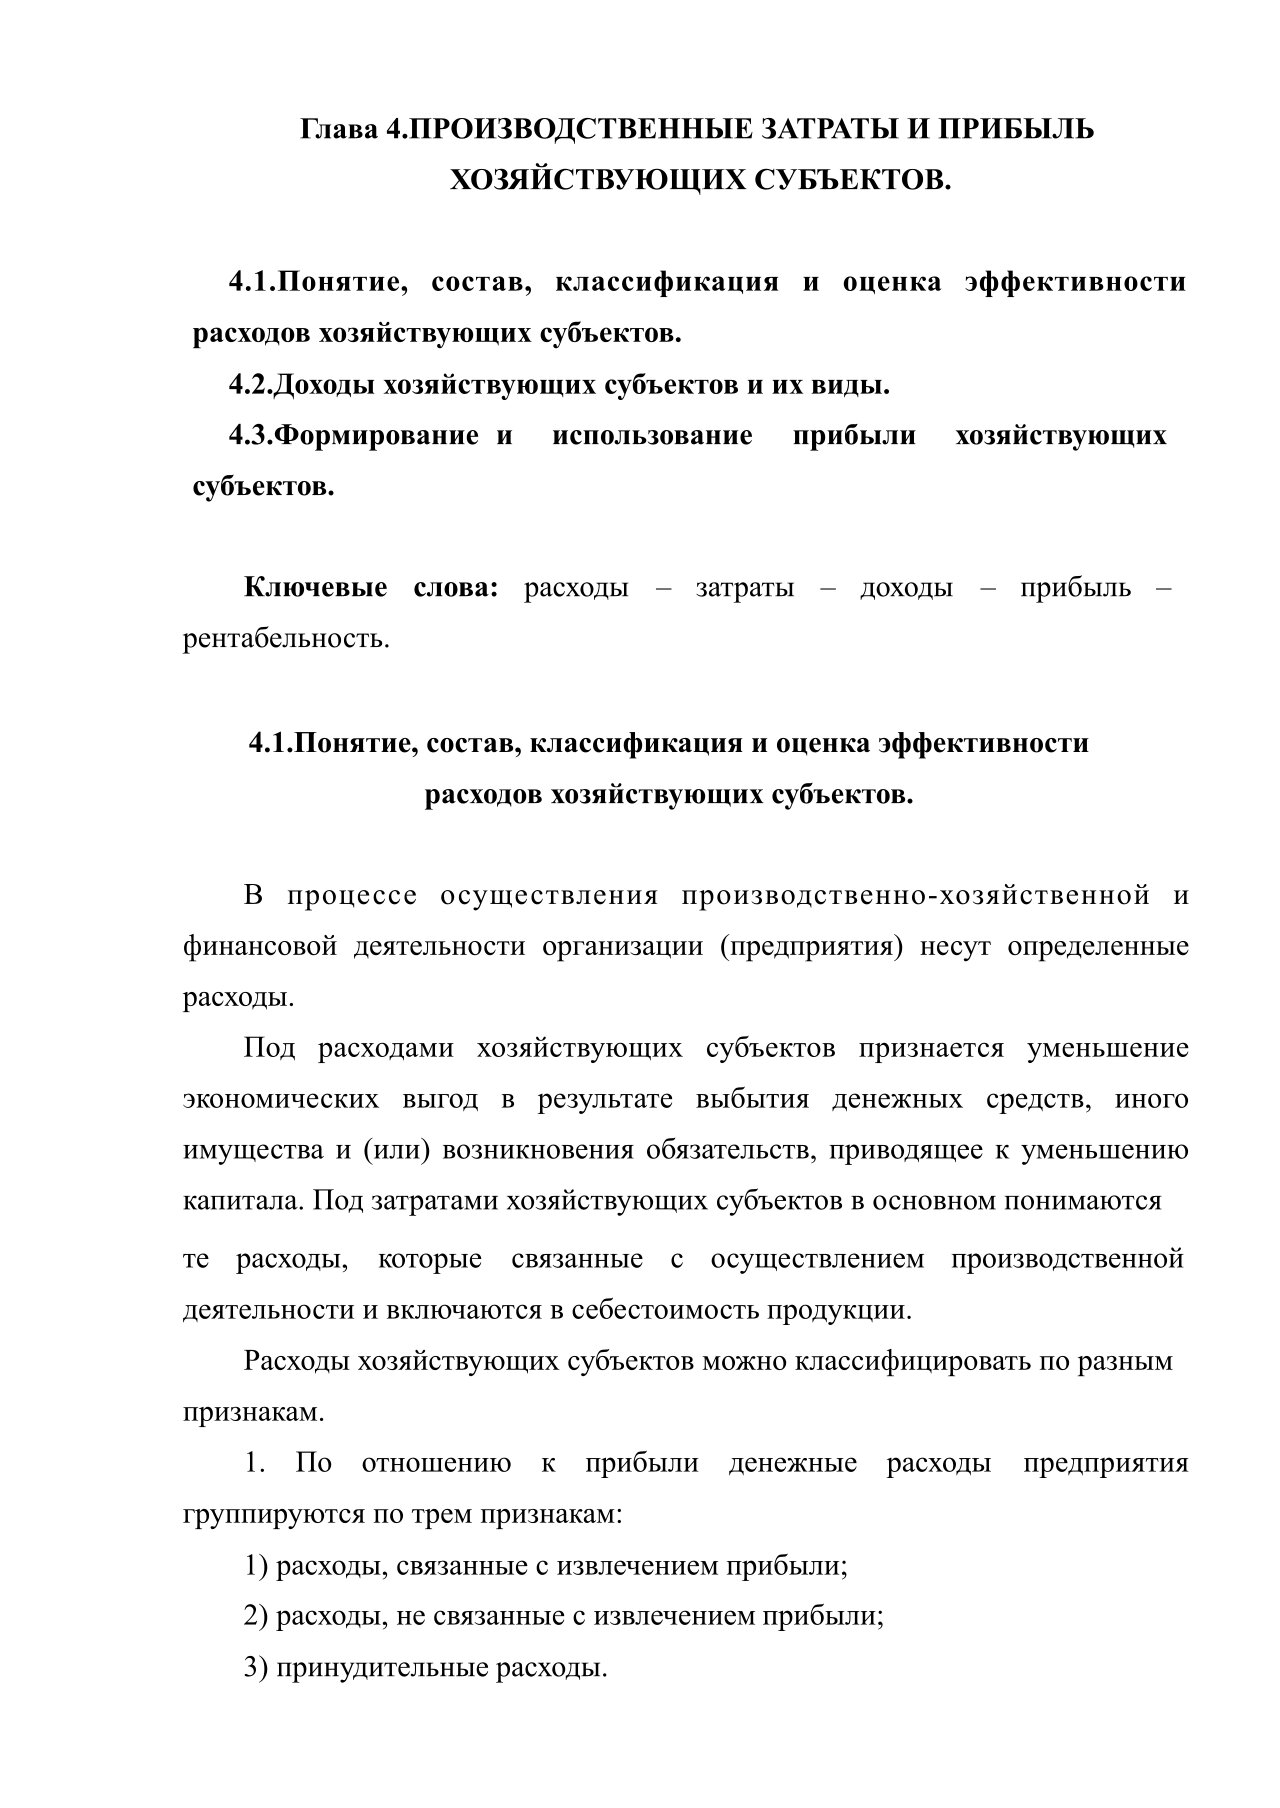 Глава 4.ПРОИЗВОДСТВЕННЫЕ ЗАТРАТЫ И ПРИБЫЛЬ
ХОЗЯЙСТВУЮЩИХ СУБЪЕКТОВ.
4.1.Понятие, состав, классификация и оценка эффективности
расходов хозяйствующих субъектов.
4.2.Доходы хозяйствующих субъектов и их виды.
4.3.Формирование и использование прибыли хозяйствующих
субъектов.
Ключевые слова: расходы – затраты – доходы – прибыль –
рентабельность.
4.1.Понятие, состав, классификация и оценка эффективности
расходов хозяйствующих субъектов.
В процессе осуществления производственно-хозяйственной и
финансовой деятельности организации (предприятия) несут определенные
расходы.
Под расходами хозяйствующих субъектов признается уменьшение
экономических выгод в результате выбытия денежных средств, иного
имущества и (или) возникновения обязательств, приводящее к уменьшению
капитала. Под затратами хозяйствующих субъектов в основном понимаются
те расходы, которые связанные с осуществлением производственной
деятельности и включаются в себестоимость продукции.
Расходы хозяйствующих субъектов можно классифицировать по разным
признакам.
1. По отношению к прибыли денежные расходы предприятия
группируются по трем признакам:
1) расходы, связанные с извлечением прибыли;
2) расходы, не связанные с извлечением прибыли;
3) принудительные расходы.